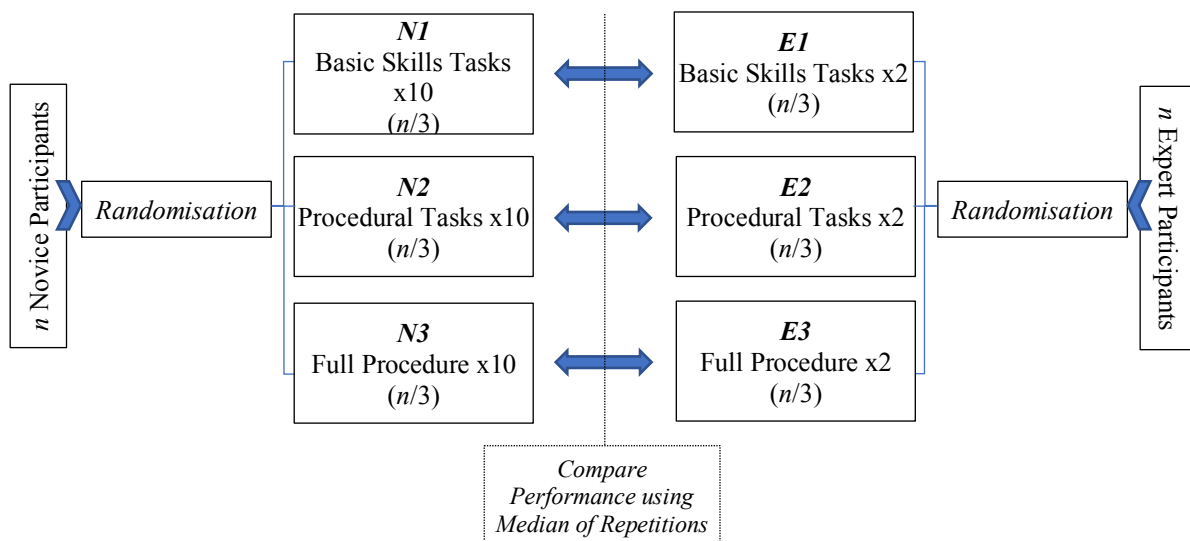 n Novice Participants
Randomisation
N1
Basic Skills Tasks
x10
(n/3)
N2
Procedural Tasks x10
(n/3)
N3
Full Procedure x10
(n/3)
E1
Basic Skills Tasks x2
(n/3)
E2
Procedural Tasks x2
(n/3)
E3
Full Procedure x2
(n/3)
Randomisation
n Expert Participants
Compare
Performance using
Median of Repetitions